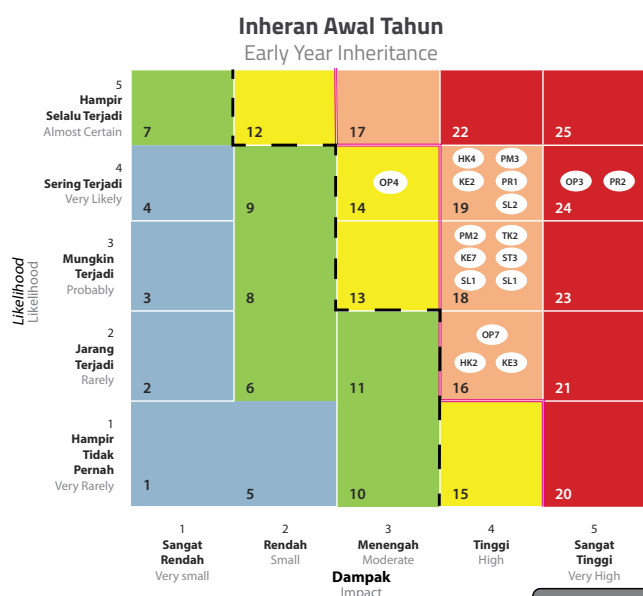 Inheran Awal Tahun
Early Year Inheritance
5
Hampir
Selalu Terjadi
Almost Certain
7
12
17
22
25
4
Sering Terjadi
Very Likely
4
9
OP4
14
HK4 PM3
KE2 PR1
SL2
19
OP3 PR2
24
3
Mungkin
Terjadi
Probably
3
8
13
PM2 TK2
KE7 ST3
SL1 SL1
18
23
2
Jarang
Terjadi
Rarely
2
6
11
OP7
HK2 KE3
16
21
1
Hampir
Tidak
Pernah
Very Rarely
1
5
10
15
20
Likelihood
Likelihood
1
Sangat
Rendah
Very small
2
Rendah
Small
3
Menengah
Moderate
4
Tinggi
High
5
Sangat
Tinggi
Very High
Dampak
Impact